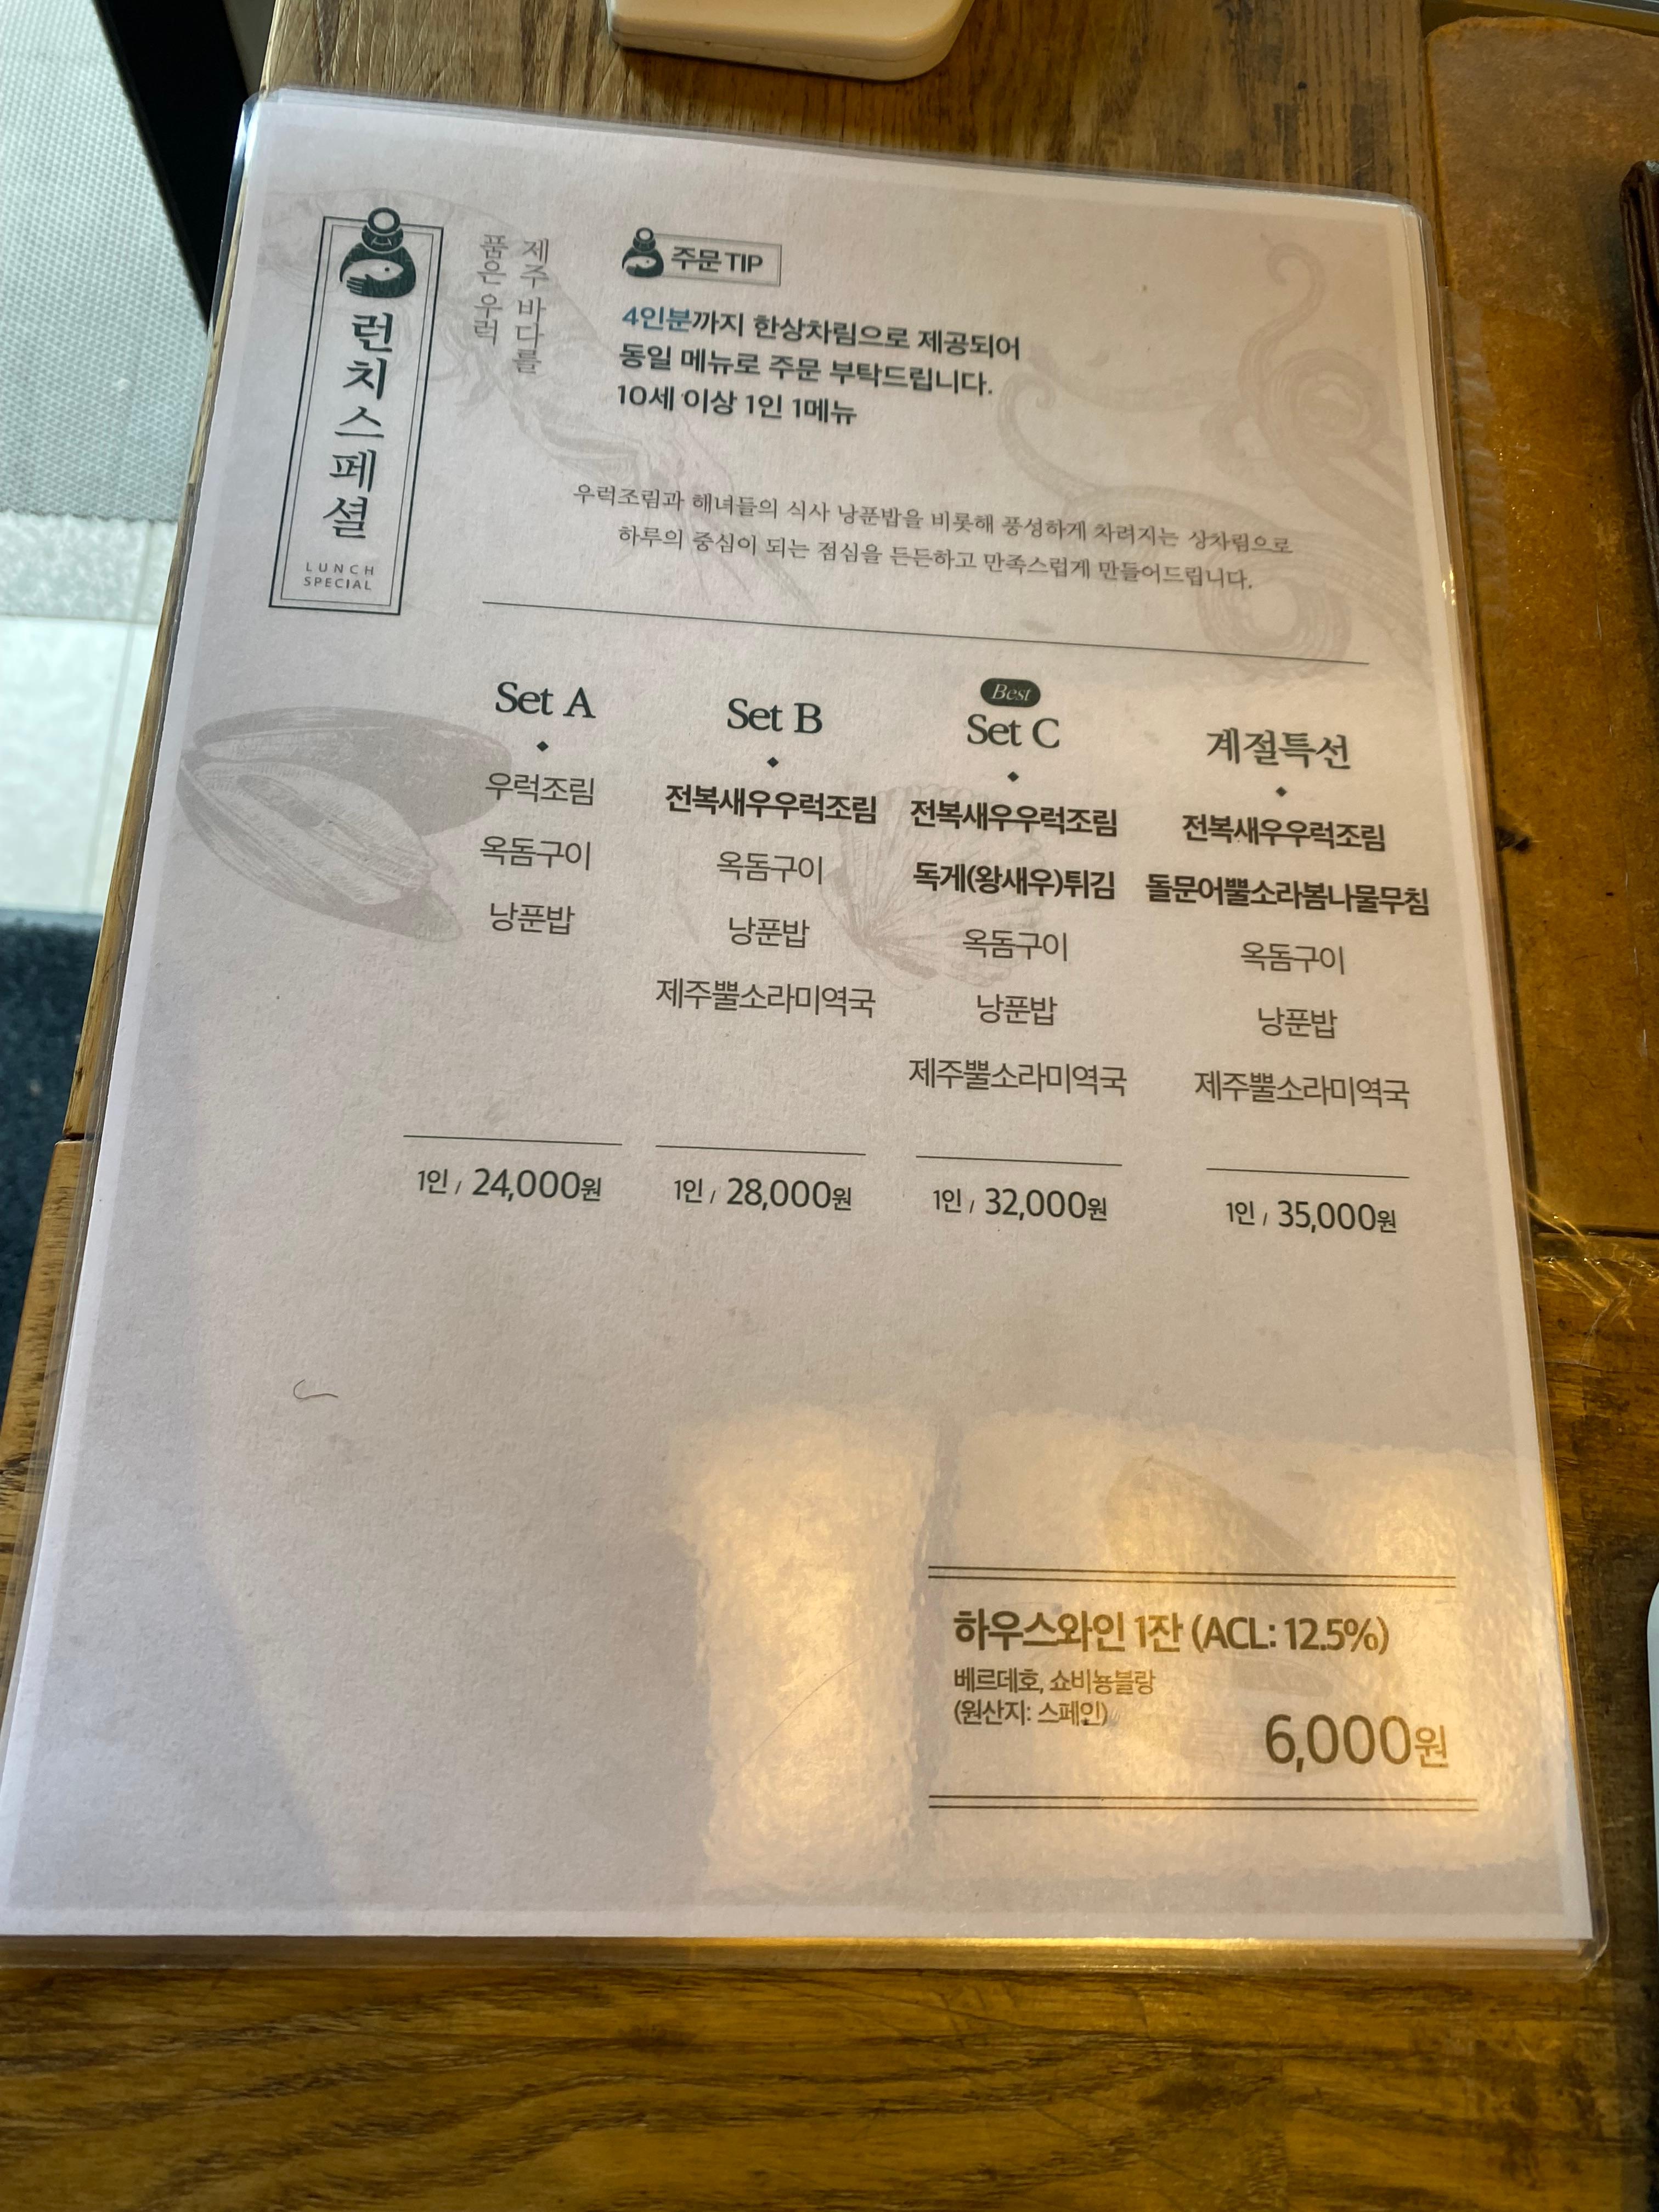 런치스페셜
LUNCH
SPECIAL
제주 바다를
품은 우럭
주문 TIP
4인분까지 한상차림으로 제공되어
동일 메뉴로 주문 부탁드립니다.
10세 이상 1인 1메뉴
우럭조림과 해녀들의 식사 낭푼밥을 비롯해 풍성하게 차려지는 상차림으로
하루의 중심이 되는 점심을 든든하고 만족스럽게 만들어드립니다.
Set A
우럭조림
옥돔구이
낭푼밥
1인 / 24,000원
Set B
전복새우우럭조림
옥돔구이
낭푼밥
제주뿔소라미역국
1인 / 28,000원
Best
Set C
전복새우우럭조림
독게(왕새우)튀김
옥돔구이
낭푼밥
제주뿔소라미역국
1인 / 32,000원
계절특선
전복새우우럭조림
돌문어뿔소라봄나물무침
옥돔구이
낭푼밥
제주뿔소라미역국
1인 / 35,000원
하우스와인 1잔 (ACL: 12.5%)
베르데호, 쇼비뇽블랑
(원산지: 스페인)
6,000원